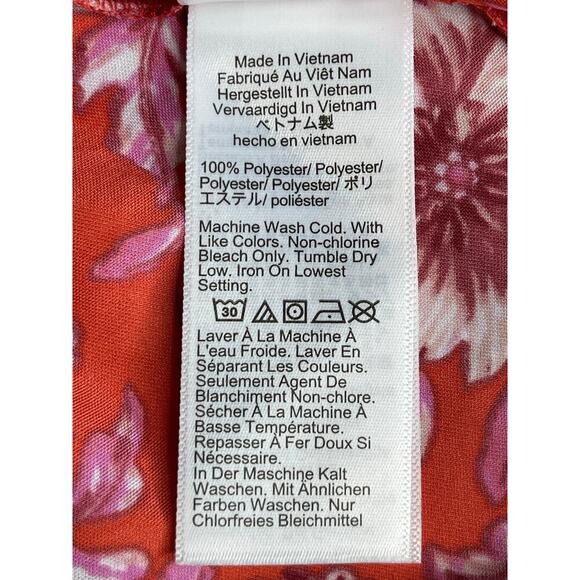 Made In Vietnam
Fabriqué Au Viêt Nam
Hergestellt In Vietnam
Vervaardigd In Vietnam
ベトナム製
hecho en vietnam
100% Polyester/ Polyester/
Polyester/ Polyester/ ポリ
エステル/ poliéster
Machine Wash Cold. With
Like Colors. Non-chlorine
Bleach Only. Tumble Dry
Low. Iron On Lowest
Setting.
30
Laver À La Machine À
L'eau Froide. Laver En
Séparant Les Couleurs.
Seulement Agent De
Blanchiment Non-chlore.
Sécher À La Machine À
Basse Température.
Repasser À Fer Doux Si
Nécessaire.
In Der Maschine Kalt
Waschen. Mit Ähnlichen
Farben Waschen. Nur
Chlorfreies Bleichmittel